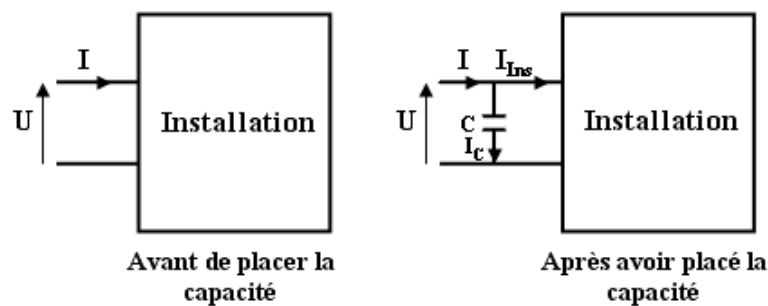 I
U
Installation
Avant de placer la
capacité
I I_Ins
U
C
I_C
Installation
Après avoir placé la
capacité